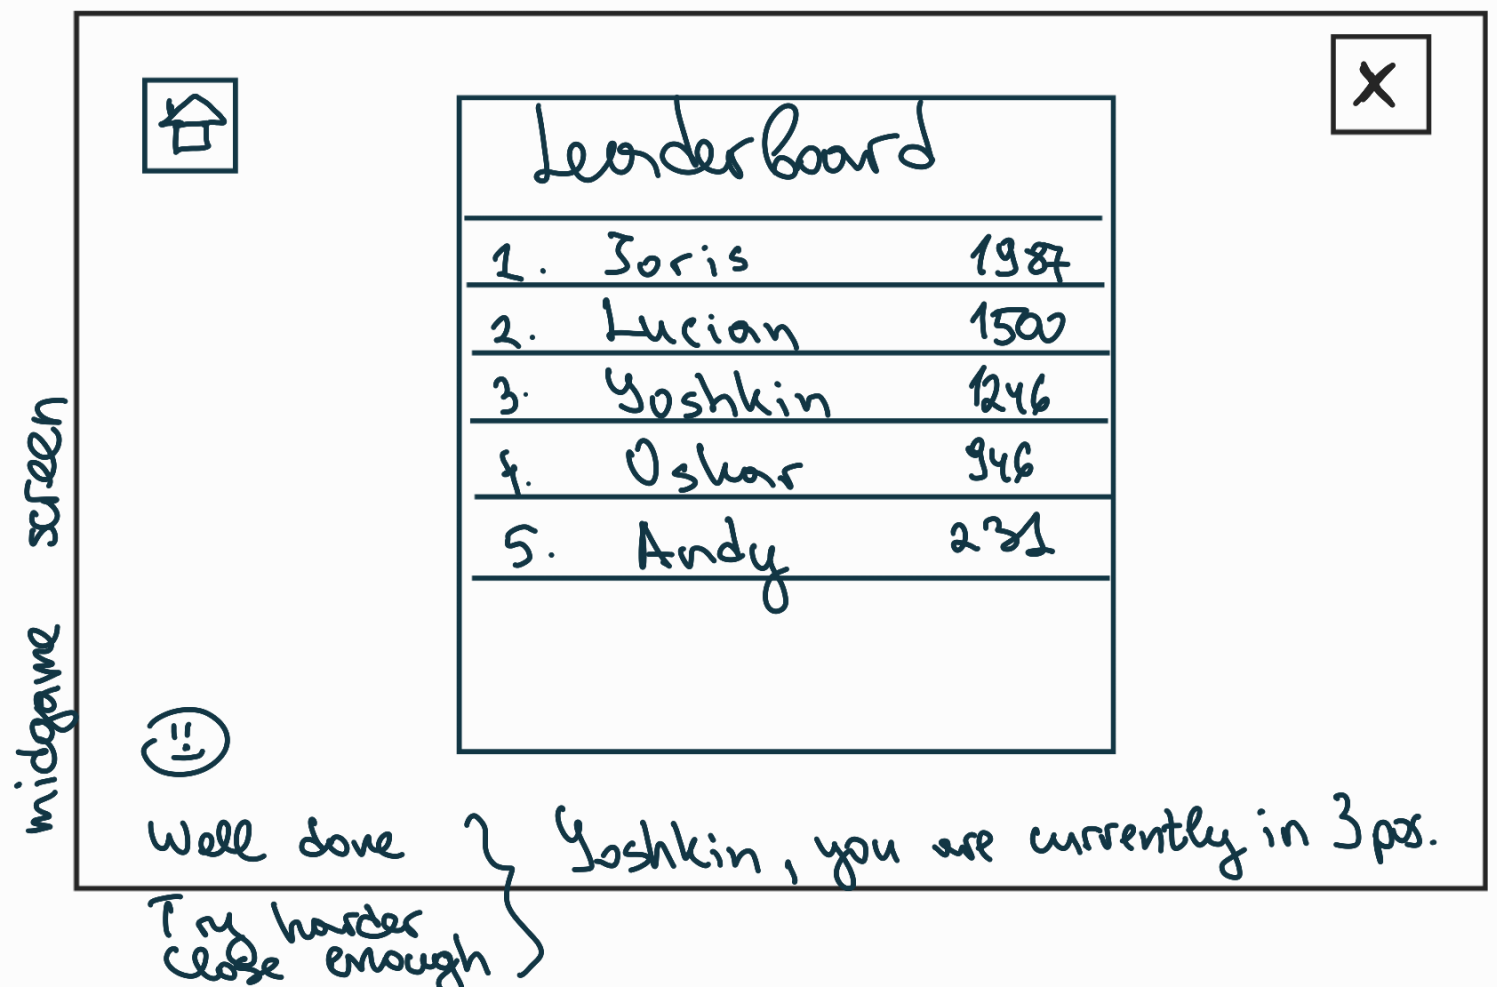 X
Leaderboard
1. Joris 1987
2. Lucian 1500
3. Yoshkin 1246
4. Oskar 946
5. Andy 231
midgame screen
Well done } Yoshkin, you are currently in 3 pos.
Try harder
close enough